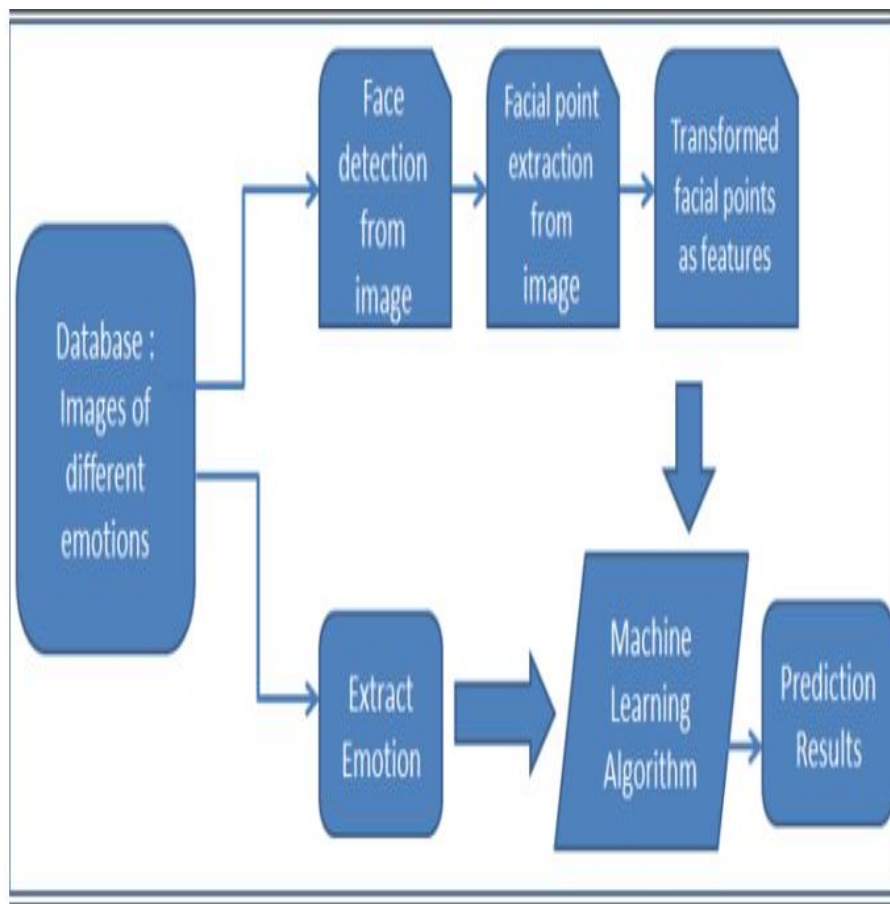 Database :
Images of
different
emotions
Face
detection
from
image
Facial point
extraction
from
image
Transformed
facial points
as features
Extract
Emotion
Machine
Learning
Algorithm
Prediction
Results